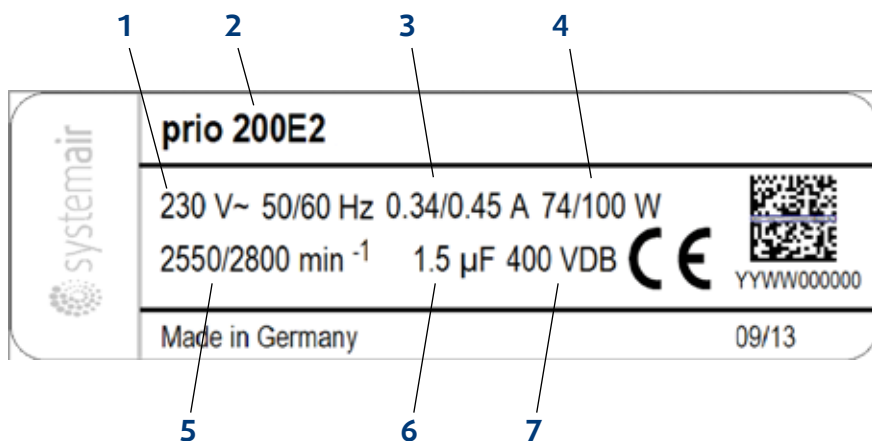 1 2 3 4
systemair
prio 200E2
230 V~ 50/60 Hz 0.34/0.45 A 74/100 W
2550/2800 min -1 1.5 µF 400 VDB CE
YYWW000000
Made in Germany 09/13
5 6 7